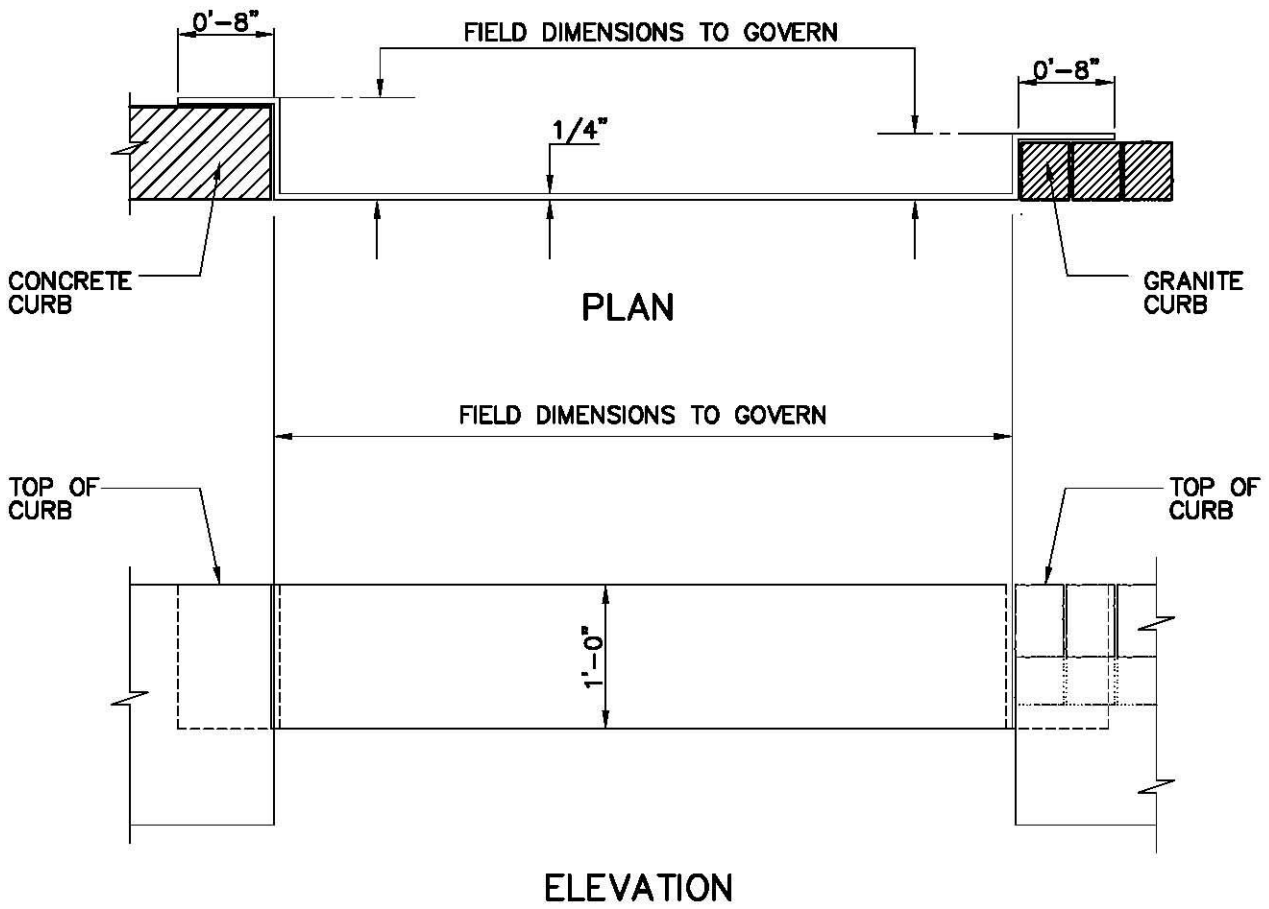 0'-8"
FIELD DIMENSIONS TO GOVERN
0'-8"
1/4"
CONCRETE
CURB
PLAN
GRANITE
CURB
FIELD DIMENSIONS TO GOVERN
TOP OF
CURB
TOP OF
CURB
1'-0"
ELEVATION